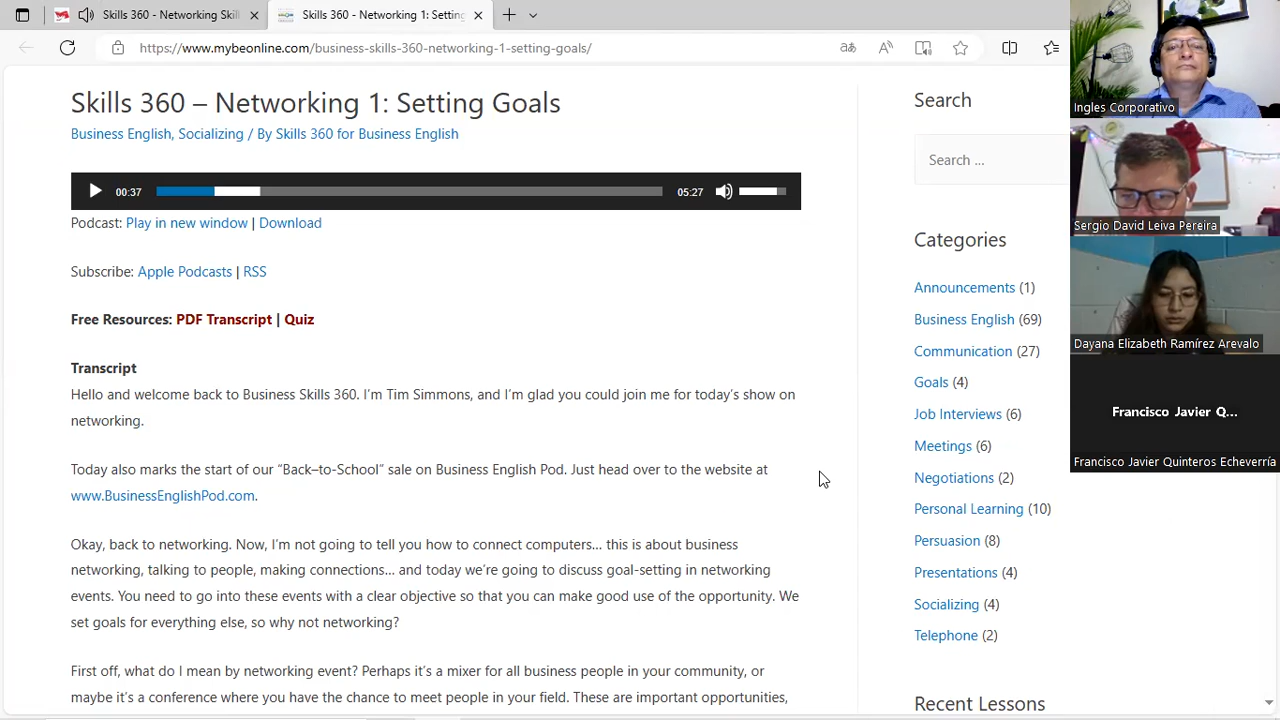 Skills 360 - Networking Skil
Skills 360 - Networking 1: Setting
https://www.mybeonline.com/business-skills-360-networking-1-setting-goals/
Skills 360 – Networking 1: Setting Goals
Business English, Socializing / By Skills 360 for Business English
00:37
05:27
Podcast: Play in new window | Download
Subscribe: Apple Podcasts | RSS
Free Resources: PDF Transcript | Quiz
Transcript
Hello and welcome back to Business Skills 360. I'm Tim Simmons, and I'm glad you could join me for today's show on
networking.
Today also marks the start of our “Back–to-School” sale on Business English Pod. Just head over to the website at
www.BusinessEnglishPod.com.
Okay, back to networking. Now, I'm not going to tell you how to connect computers… this is about business
networking, talking to people, making connections… and today we're going to discuss goal-setting in networking
events. You need to go into these events with a clear objective so that you can make good use of the opportunity. We
set goals for everything else, so why not networking?
First off, what do I mean by networking event? Perhaps it's a mixer for all business people in your community, or
maybe it's a conference where you have the chance to meet people in your field. These are important opportunities,
Search
Search ...
Categories
Announcements (1)
Business English (69)
Communication (27)
Goals (4)
Job Interviews (6)
Meetings (6)
Negotiations (2)
Personal Learning (10)
Persuasion (8)
Presentations (4)
Socializing (4)
Telephone (2)
Recent Lessons
Ingles Corporativo
Sergio David Leiva Pereira
Dayana Elizabeth Ramírez Arevalo
Francisco Javier Q...
Francisco Javier Quinteros Echeverría